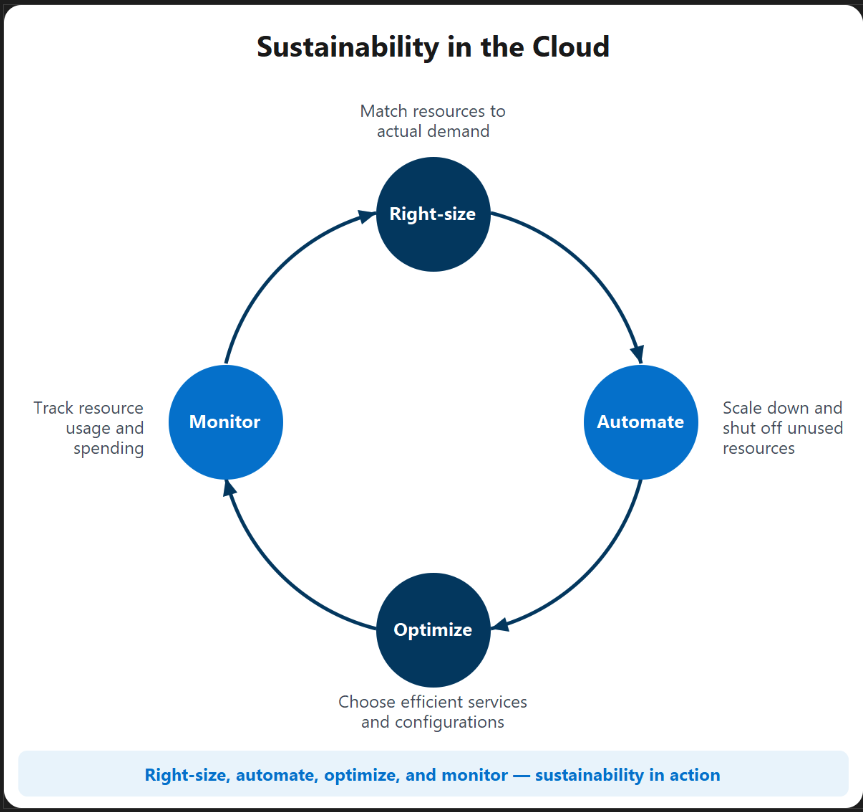 Sustainability in the Cloud
Match resources to
actual demand
Right-size
Track resource
usage and
spending
Monitor
Automate
Scale down and
shut off unused
resources
Optimize
Choose efficient services
and configurations
Right-size, automate, optimize, and monitor — sustainability in action